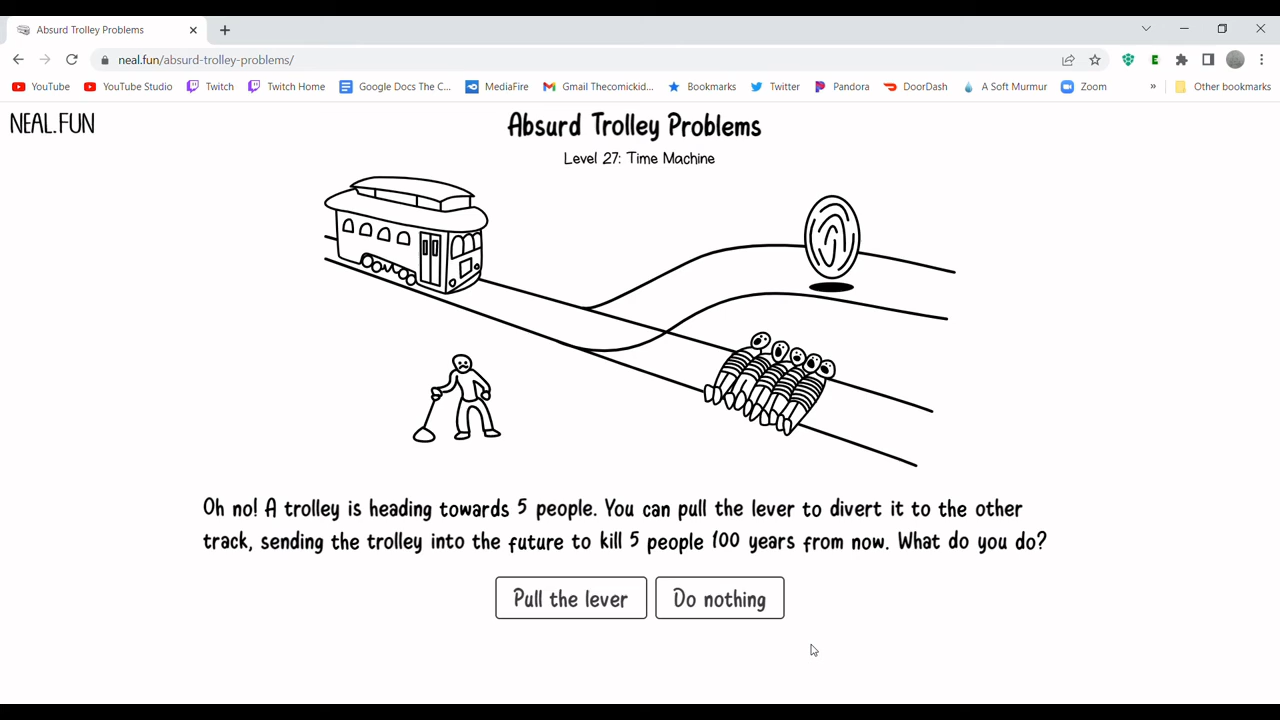 Absurd Trolley Problems
neal.fun/absurd-trolley-problems/
YouTube YouTube Studio Twitch Twitch Home Google Docs The C... MediaFire Gmail Thecomickid... Bookmarks Twitter Pandora DoorDash A Soft Murmur Zoom » Other bookmarks
NEAL.FUN
Absurd Trolley Problems
Level 27: Time Machine
Oh no! A trolley is heading towards 5 people. You can pull the lever to divert it to the other
track, sending the trolley into the future to kill 5 people 100 years from now. What do you do?
Pull the lever Do nothing